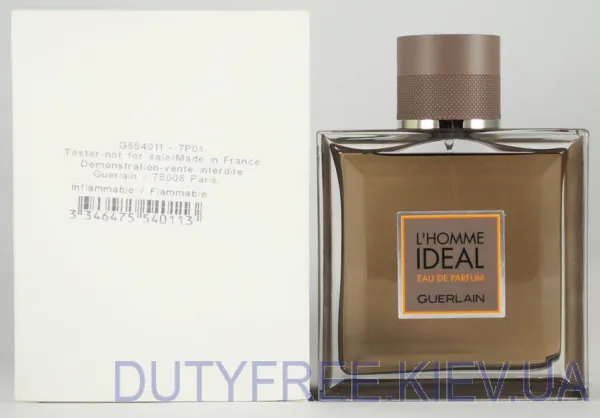 G654011 - 7P01
Tester-not for sale/Made in France
Demonstration-vente interdite
Guerlain - 75008 Paris
Inflammable / Flammable
3 346475 540113
L'HOMME
IDEAL
EAU DE PARFUM
GUERLAIN
DUTYFREE.KIEV.UA